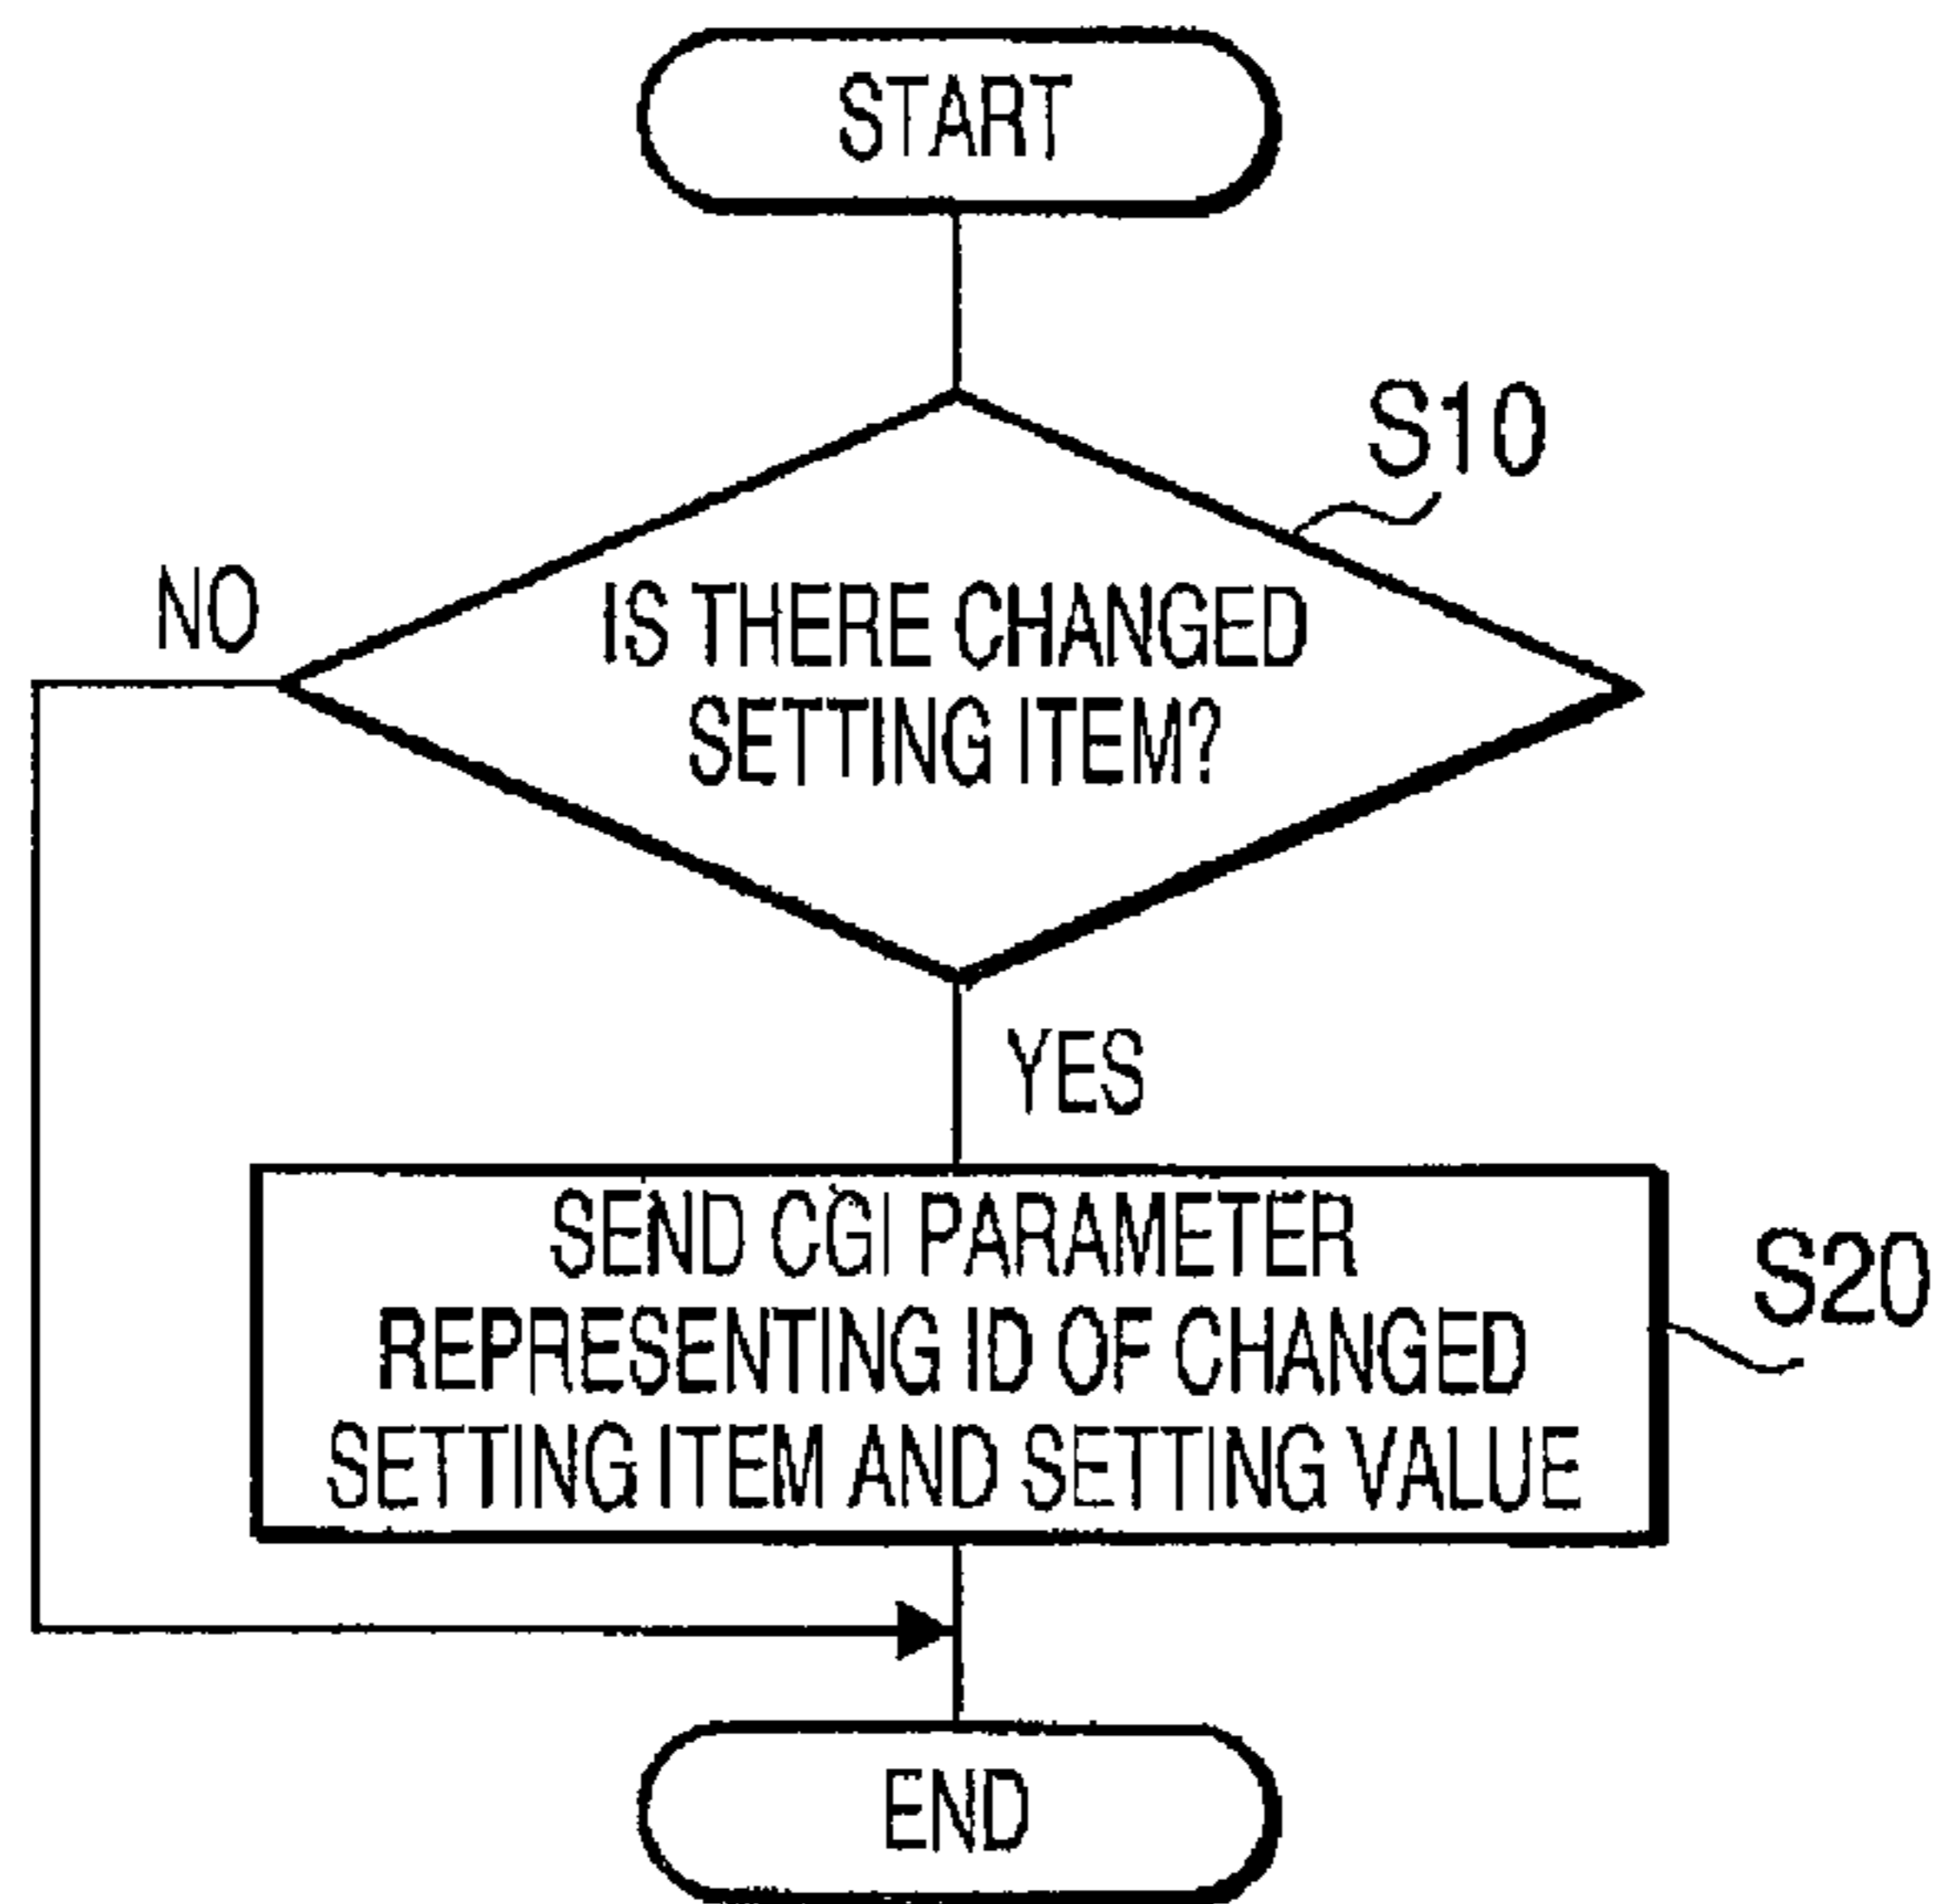 START
S10
NO
IS THERE CHANGED
SETTING ITEM?
YES
SEND CGI PARAMETER
REPRESENTING ID OF CHANGED
SETTING ITEM AND SETTING VALUE
S20
END